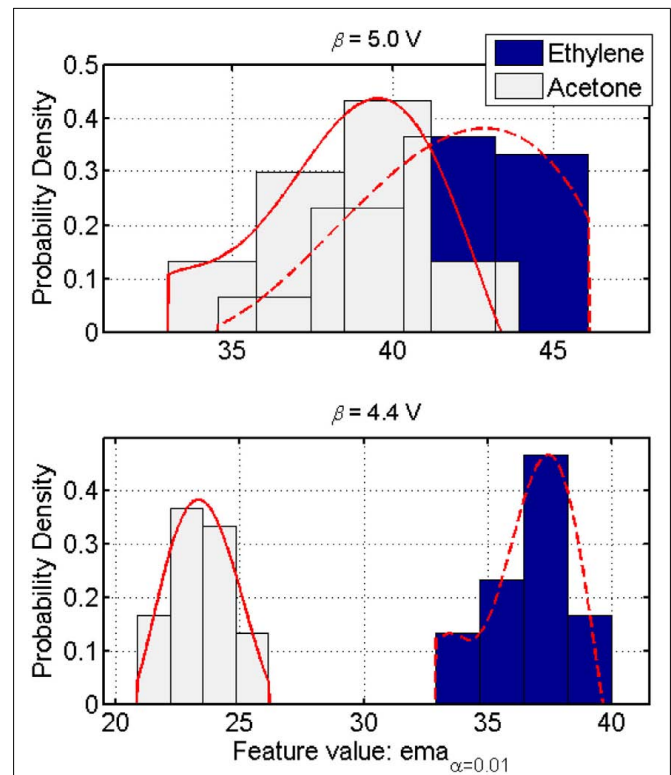 β = 5.0 V
Ethylene
Acetone
Probability Density
0.5
0.4
0.3
0.2
0.1
0
35 40 45
β = 4.4 V
Probability Density
0.4
0.3
0.2
0.1
0
20 25 30 35 40
Feature value: ema α=0.01